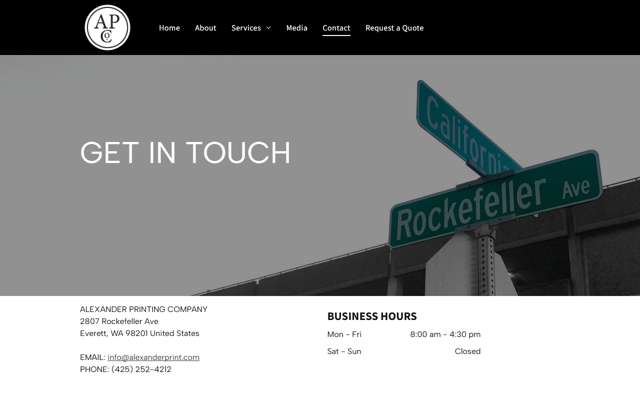 A P
Co
Home About Services Media Contact Request a Quote
GET IN TOUCH
California
Rockefeller Ave
ALEXANDER PRINTING COMPANY
2807 Rockefeller Ave
Everett, WA 98201 United States
EMAIL: info@alexanderprint.com
PHONE: (425) 252-4212
BUSINESS HOURS
Mon - Fri 8:00 am - 4:30 pm
Sat - Sun Closed